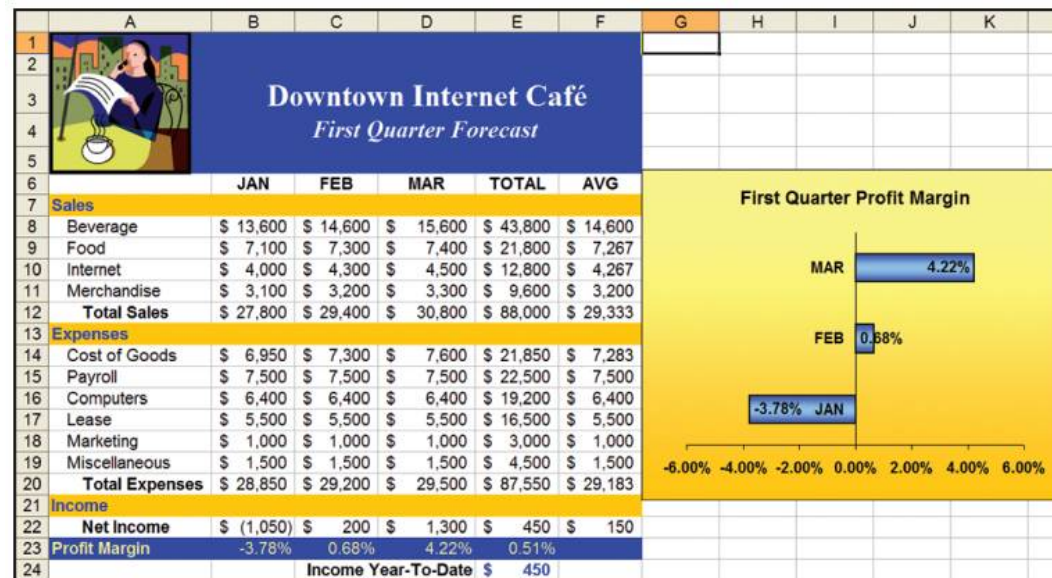 A B C D E F G H I J K
1
2
3 Downtown Internet Café
4 First Quarter Forecast
5
6 JAN FEB MAR TOTAL AVG
7 Sales
8 Beverage $ 13,600 $ 14,600 $ 15,600 $ 43,800 $ 14,600
9 Food $ 7,100 $ 7,300 $ 7,400 $ 21,800 $ 7,267
10 Internet $ 4,000 $ 4,300 $ 4,500 $ 12,800 $ 4,267
11 Merchandise $ 3,100 $ 3,200 $ 3,300 $ 9,600 $ 3,200
12 Total Sales $ 27,800 $ 29,400 $ 30,800 $ 88,000 $ 29,333
13 Expenses
14 Cost of Goods $ 6,950 $ 7,300 $ 7,600 $ 21,850 $ 7,283
15 Payroll $ 7,500 $ 7,500 $ 7,500 $ 22,500 $ 7,500
16 Computers $ 6,400 $ 6,400 $ 6,400 $ 19,200 $ 6,400
17 Lease $ 5,500 $ 5,500 $ 5,500 $ 16,500 $ 5,500
18 Marketing $ 1,000 $ 1,000 $ 1,000 $ 3,000 $ 1,000
19 Miscellaneous $ 1,500 $ 1,500 $ 1,500 $ 4,500 $ 1,500
20 Total Expenses $ 28,850 $ 29,200 $ 29,500 $ 87,550 $ 29,183
21 Income
22 Net Income $ (1,050) $ 200 $ 1,300 $ 450 $ 150
23 Profit Margin -3.78% 0.68% 4.22% 0.51%
24 Income Year-To-Date $ 450
First Quarter Profit Margin
MAR 4.22%
FEB 0.68%
-3.78% JAN
-6.00% -4.00% -2.00% 0.00% 2.00% 4.00% 6.00%